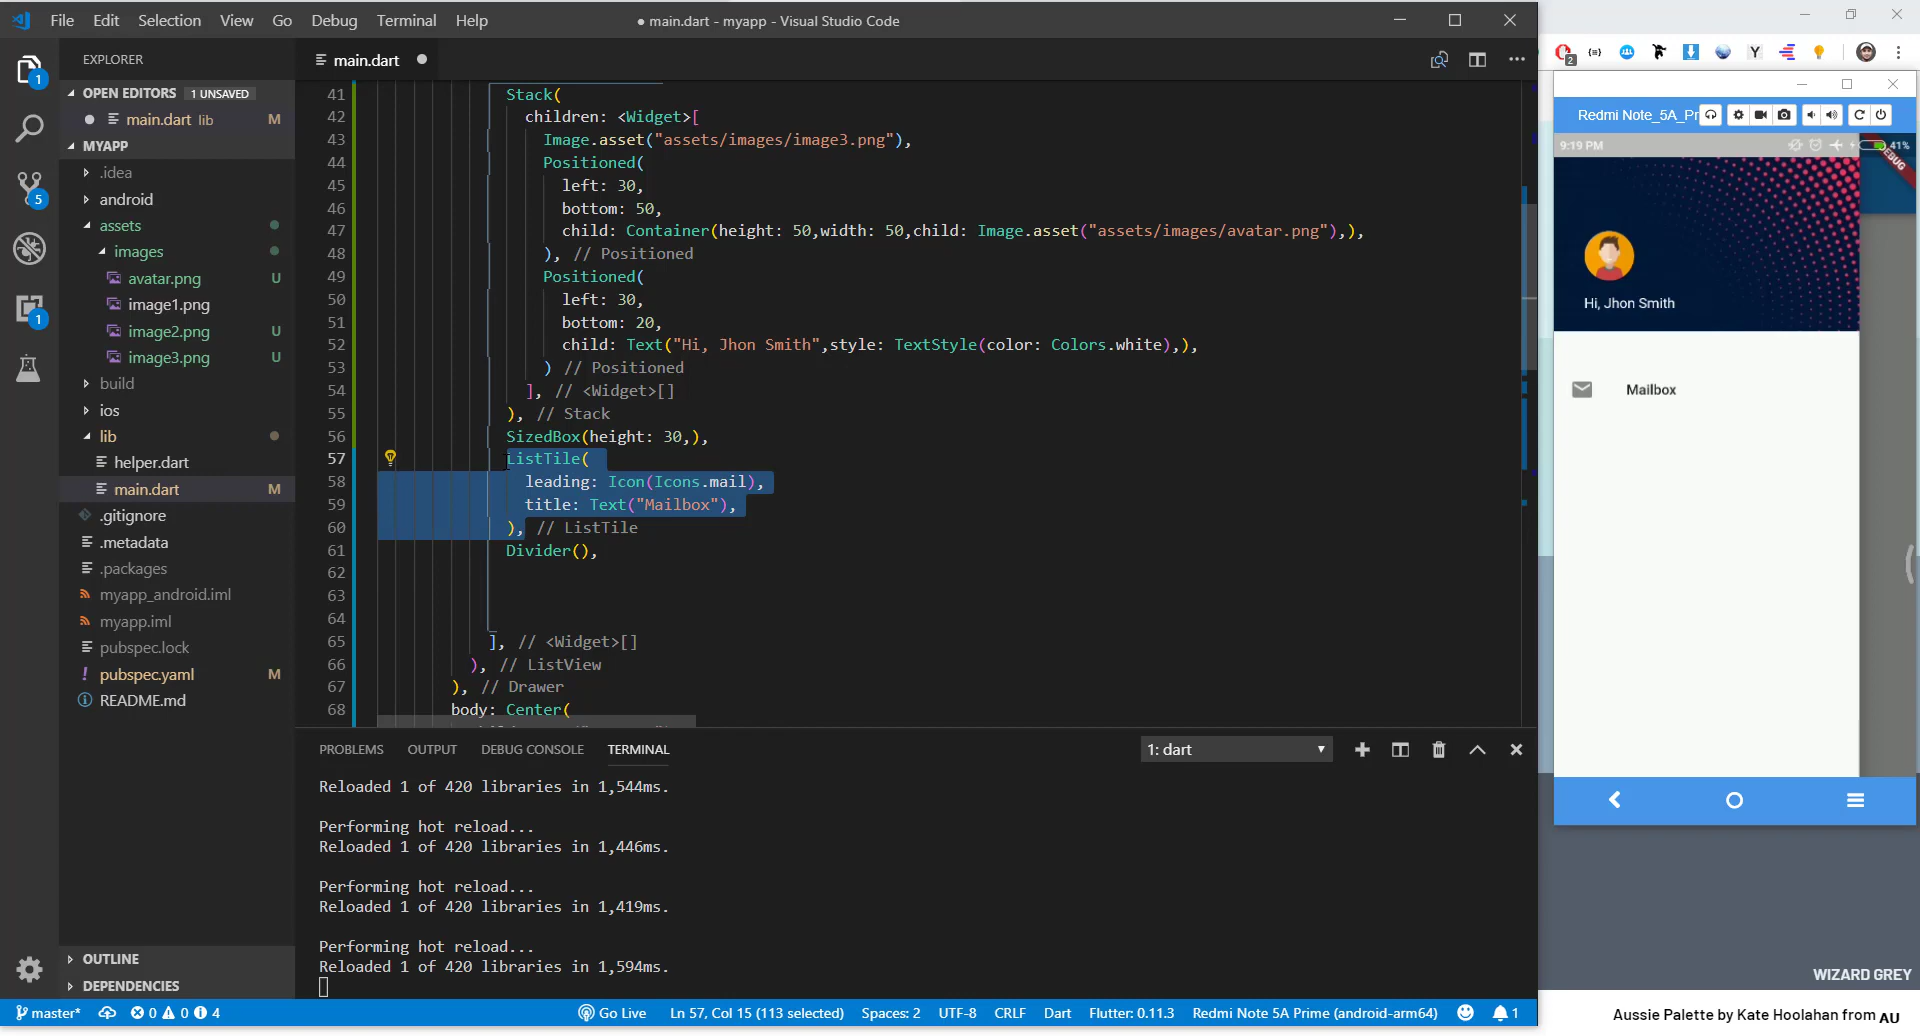 File Edit Selection View Go Debug Terminal Help
● main.dart - myapp - Visual Studio Code
EXPLORER
main.dart
OPEN EDITORS 1 UNSAVED
main.dart lib M
MYAPP
.idea
android
assets
images
avatar.png U
image1.png
image2.png U
image3.png U
build
ios
lib
helper.dart
main.dart M
.gitignore
.metadata
.packages
myapp_android.iml
myapp.iml
pubspec.lock
pubspec.yaml M
README.md
OUTLINE
DEPENDENCIES
1
5
1
41 Stack(
42 children: <Widget>[
43 Image.asset("assets/images/image3.png"),
44 Positioned(
45 left: 30,
46 bottom: 50,
47 child: Container(height: 50,width: 50,child: Image.asset("assets/images/avatar.png"),),
48 ), // Positioned
49 Positioned(
50 left: 30,
51 bottom: 20,
52 child: Text("Hi, Jhon Smith",style: TextStyle(color: Colors.white),),
53 ) // Positioned
54 ], // <Widget>[]
55 ), // Stack
56 SizedBox(height: 30,),
57 ListTile(
58 leading: Icon(Icons.mail),
59 title: Text("Mailbox"),
60 ), // ListTile
61 Divider(),
62
63
64
65 ], // <Widget>[]
66 ), // ListView
67 ), // Drawer
68 body: Center(
PROBLEMS OUTPUT DEBUG CONSOLE TERMINAL
1: dart
Reloaded 1 of 420 libraries in 1,544ms.
Performing hot reload...
Reloaded 1 of 420 libraries in 1,446ms.
Performing hot reload...
Reloaded 1 of 420 libraries in 1,419ms.
Performing hot reload...
Reloaded 1 of 420 libraries in 1,594ms.
master* 0 0 4
Go Live Ln 57, Col 15 (113 selected) Spaces: 2 UTF-8 CRLF Dart Flutter: 0.11.3 Redmi Note 5A Prime (android-arm64) 1
2 Y
Redmi Note_5A_Pr
9:19 PM 41%
DEBUG
Hi, Jhon Smith
Mailbox
WIZARD GREY
Aussie Palette by Kate Hoolahan from AU